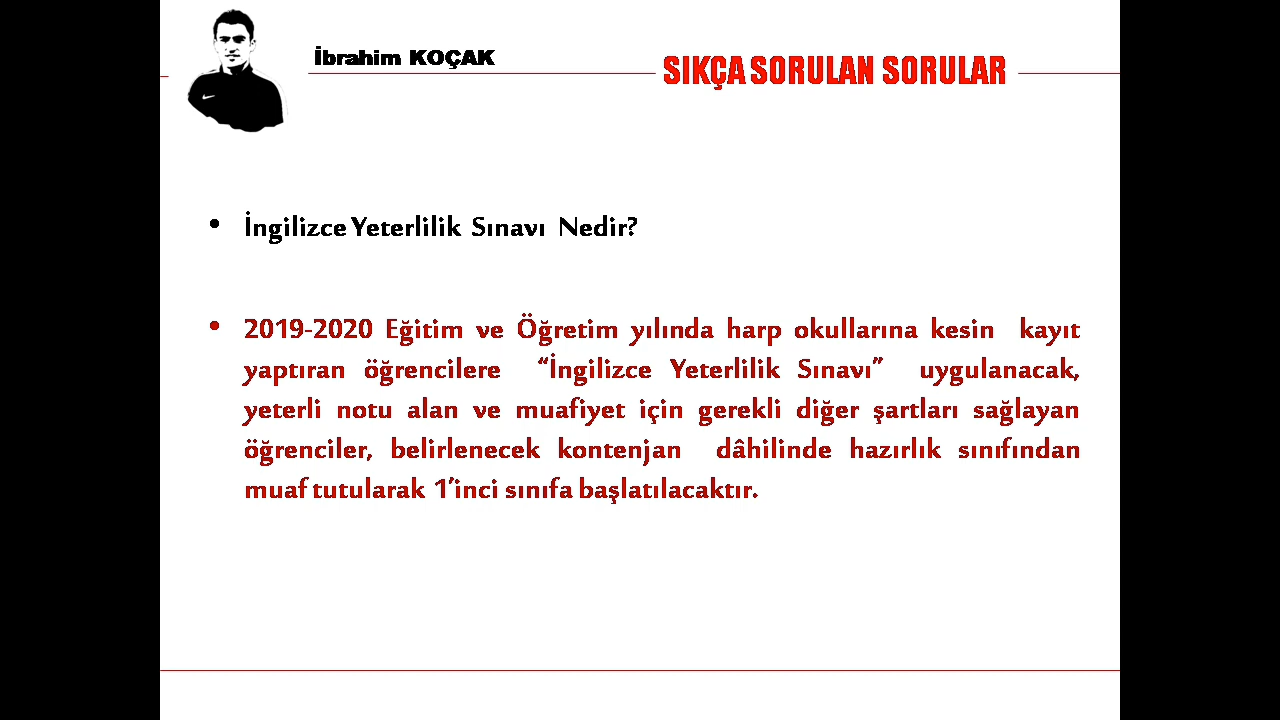 İbrahim KOÇAK
SIKÇA SORULAN SORULAR
• İngilizce Yeterlilik Sınavı Nedir?
• 2019-2020 Eğitim ve Öğretim yılında harp okullarına kesin kayıt
yaptıran öğrencilere “İngilizce Yeterlilik Sınavı” uygulanacak,
yeterli notu alan ve muafiyet için gerekli diğer şartları sağlayan
öğrenciler, belirlenecek kontenjan dâhilinde hazırlık sınıfından
muaf tutularak 1’inci sınıfa başlatılacaktır.